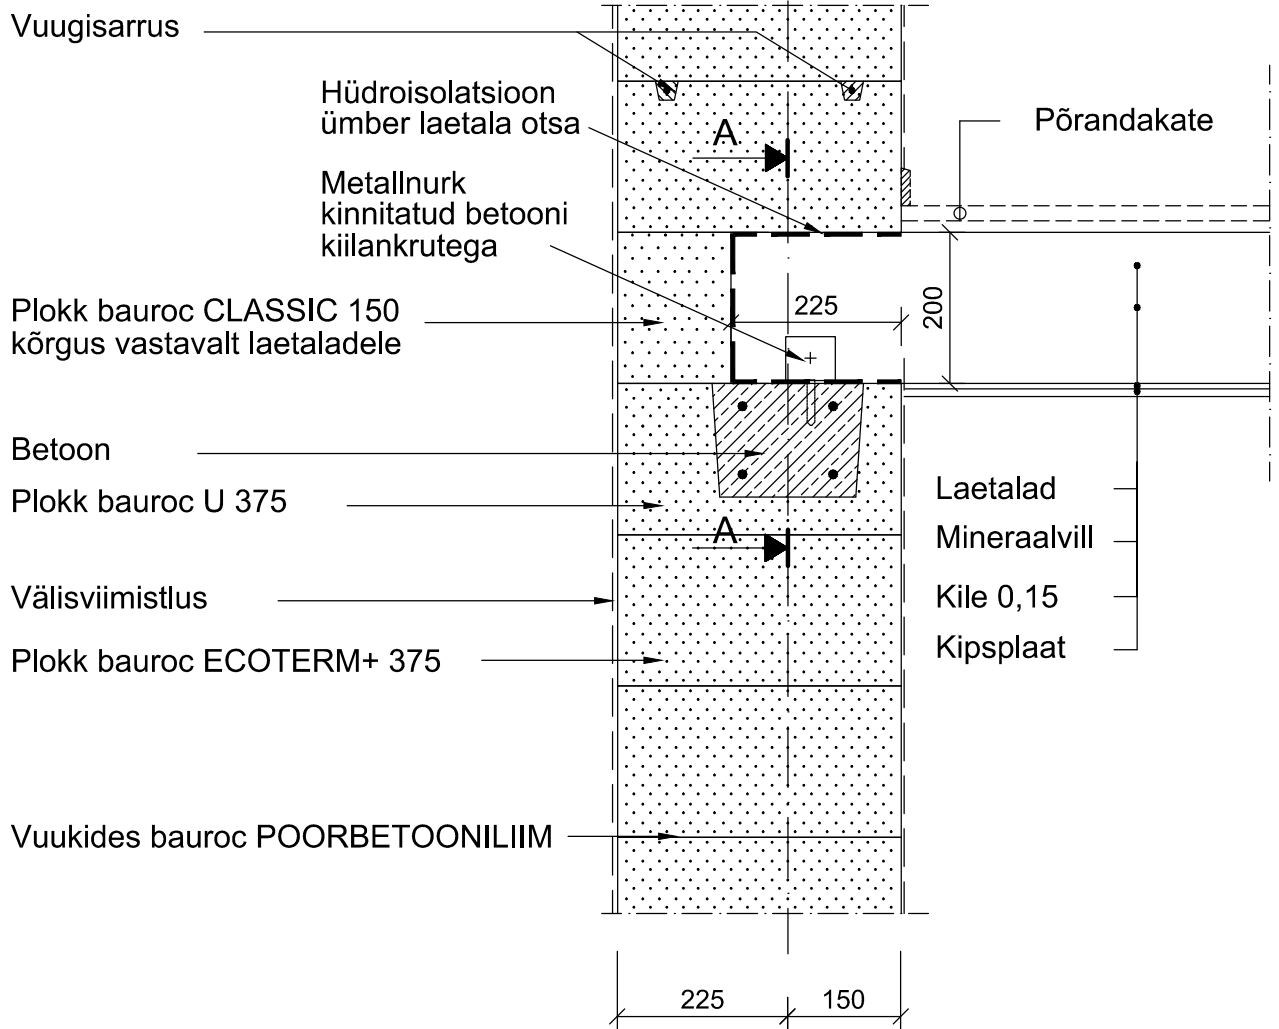 Vuugisarrus
Hüdroisolatsioon
ümber laetala otsa
A
Põrandakate
Metallnurk
kinnitatud betooni
kiilankrutega
Plokk bauroc CLASSIC 150
kõrgus vastavalt laetaladele
225
200
Betoon
Plokk bauroc U 375
A
Laetalad
Mineraalvill
Kile 0,15
Kipsplaat
Välisviimistlus
Plokk bauroc ECOTERM+ 375
Vuukides bauroc POORBETOONILIIM
225
150